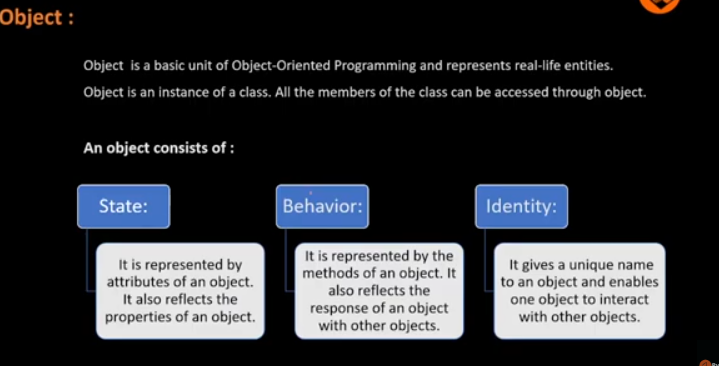 Object :
Object is a basic unit of Object-Oriented Programming and represents real-life entities.
Object is an instance of a class. All the members of the class can be accessed through object.
An object consists of :
State:
It is represented by
attributes of an object.
It also reflects the
properties of an object.
Behavior:
It is represented by the
methods of an object. It
also reflects the
response of an object
with other objects.
Identity:
It gives a unique name
to an object and enables
one object to interact
with other objects.